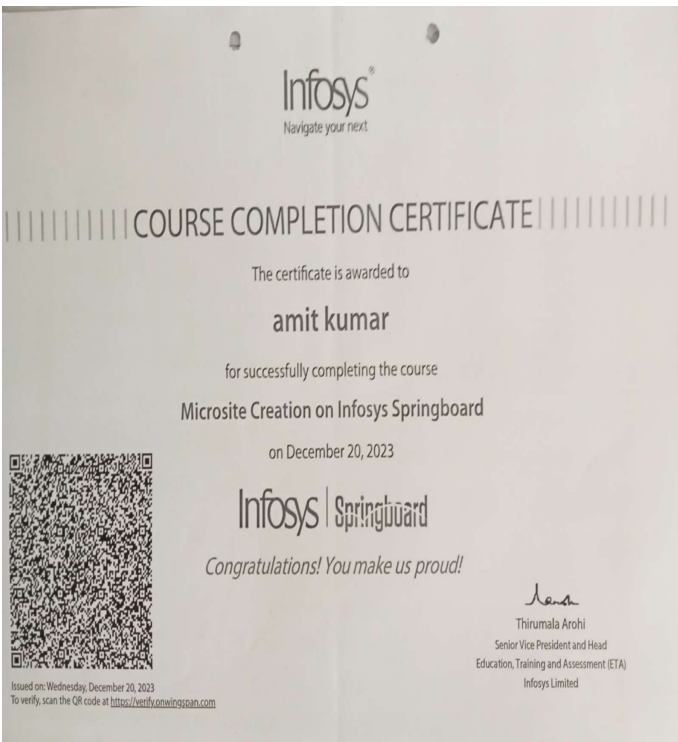 Infosys®
Navigate your next
COURSE COMPLETION CERTIFICATE
The certificate is awarded to
amit kumar
for successfully completing the course
Microsite Creation on Infosys Springboard
on December 20, 2023
Infosys | Springboard
Congratulations! You make us proud!
Thirumala Arohi
Senior Vice President and Head
Education, Training and Assessment (ETA)
Infosys Limited
Issued on: Wednesday, December 20, 2023
To verify, scan the QR code at https://verify.onwingspan.com